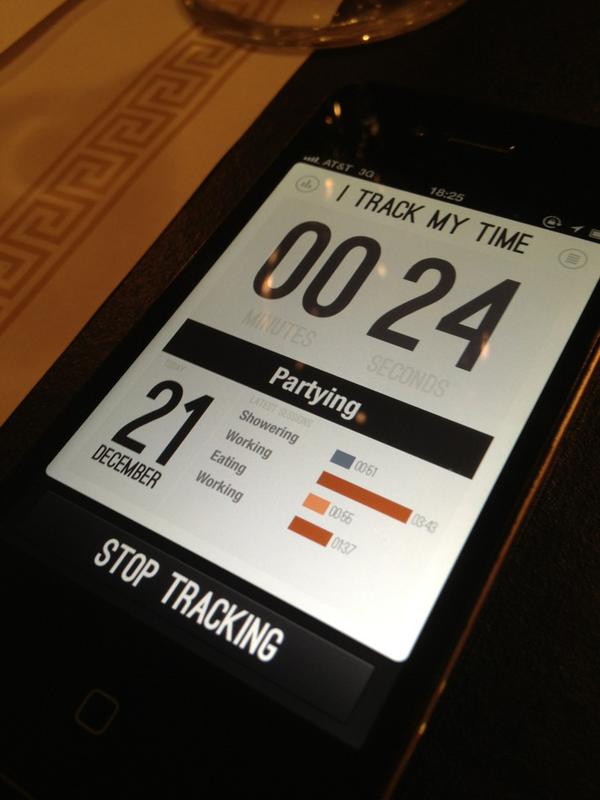 AT&T 3G 18:25
I TRACK MY TIME
00 24
MINUTES SECONDS
Partying
TODAY
21
DECEMBER
LATEST SESSIONS
Showering 00:51
Working 03:43
Eating 00:55
Working 01:37
STOP TRACKING